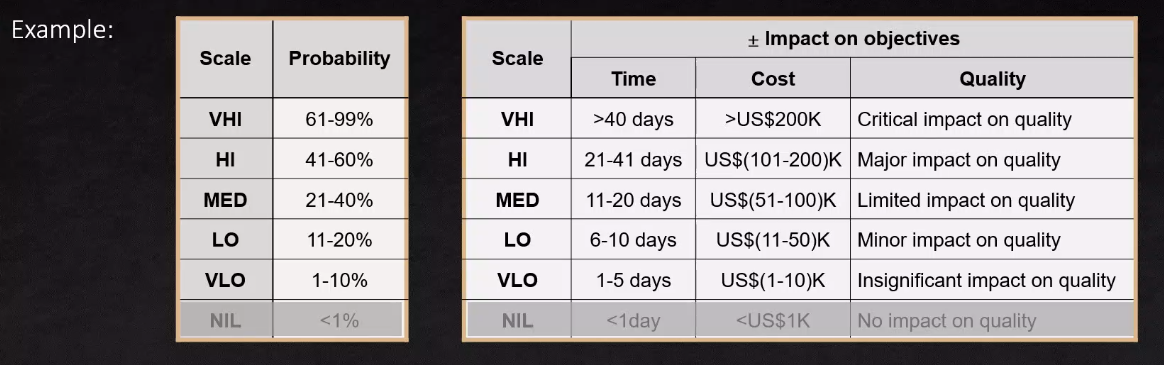 Example:
Scale Probability
VHI 61-99%
HI 41-60%
MED 21-40%
LO 11-20%
VLO 1-10%
NIL <1%
± Impact on objectives
Scale Time Cost Quality
VHI >40 days >US$200K Critical impact on quality
HI 21-41 days US$(101-200)K Major impact on quality
MED 11-20 days US$(51-100)K Limited impact on quality
LO 6-10 days US$(11-50)K Minor impact on quality
VLO 1-5 days US$(1-10)K Insignificant impact on quality
NIL <1day <US$1K No impact on quality